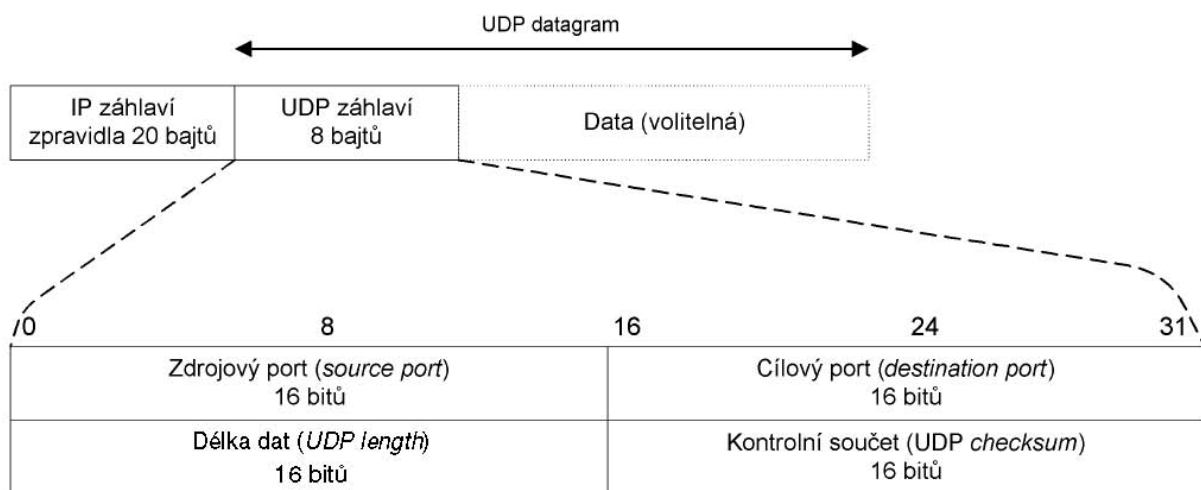 UDP datagram
IP záhlaví
zpravidla 20 bajtů
UDP záhlaví
8 bajtů
Data (volitelná)
0 8 16 24 31
Zdrojový port (source port)
16 bitů
Cílový port (destination port)
16 bitů
Délka dat (UDP length)
16 bitů
Kontrolní součet (UDP checksum)
16 bitů